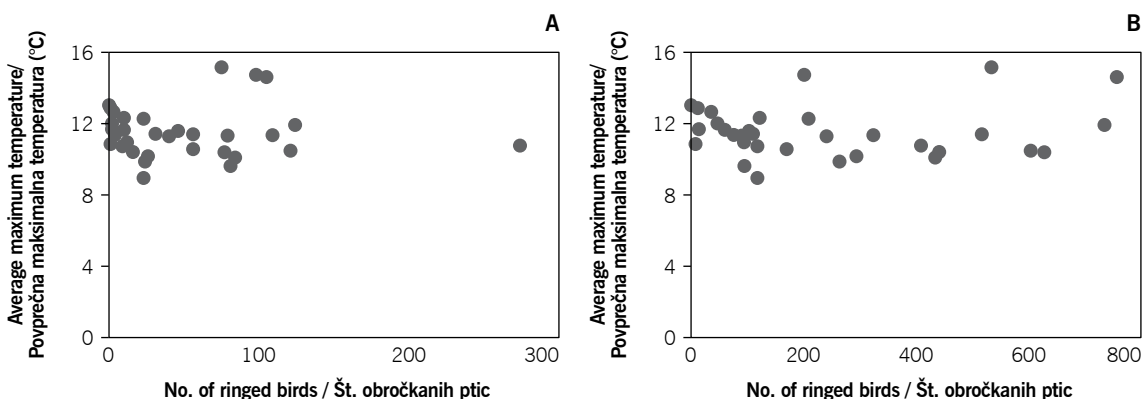 A
Average maximum temperature/
Povprečna maksimalna temperatura (°C)
16
12
8
4
0
0 100 200 300
No. of ringed birds / Št. obročkanih ptic
B
Average maximum temperature/
Povprečna maksimalna temperatura (°C)
16
12
8
4
0
0 200 400 600 800
No. of ringed birds / Št. obročkanih ptic